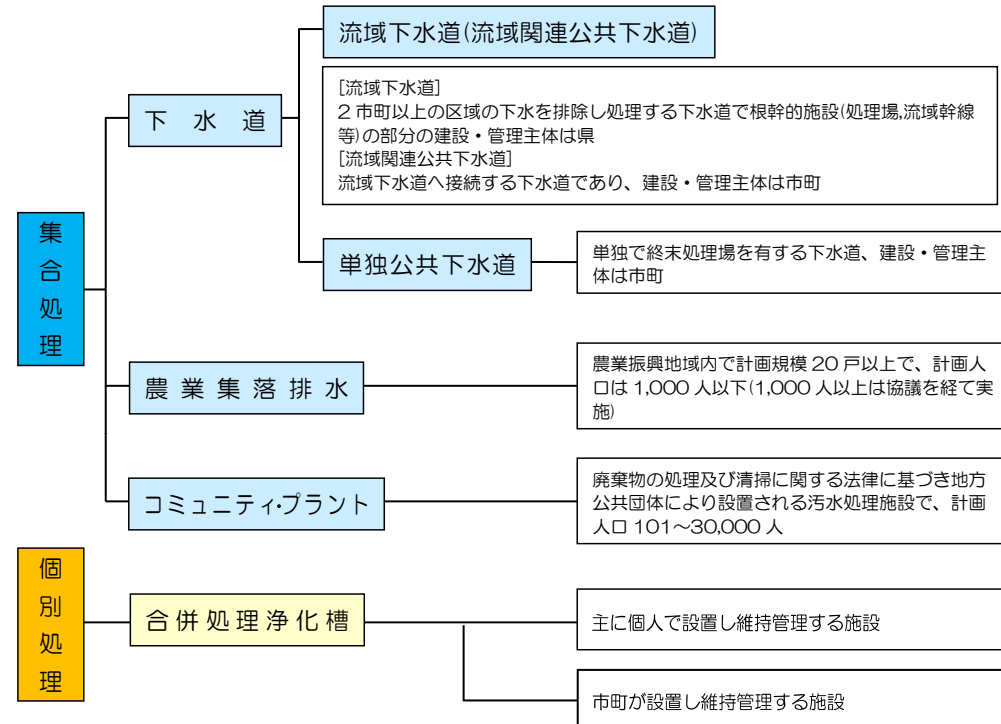 流域下水道(流域関連公共下水道)
[流域下水道]
2 市町以上の区域の下水を排除し処理する下水道で根幹的施設(処理場,流域幹線
等)の部分の建設・管理主体は県
[流域関連公共下水道]
流域下水道へ接続する下水道であり、建設・管理主体は市町
下水道
集合処理
単独公共下水道
単独で終末処理場を有する下水道、建設・管理主
体は市町
農業集落排水
農業振興地域内で計画規模 20 戸以上で、計画人
口は 1,000 人以下(1,000 人以上は協議を経て実
施)
コミュニティ・プラント
廃棄物の処理及び清掃に関する法律に基づき地方
公共団体により設置される汚水処理施設で、計画
人口 101～30,000 人
個別処理
合併処理浄化槽
主に個人で設置し維持管理する施設
市町が設置し維持管理する施設